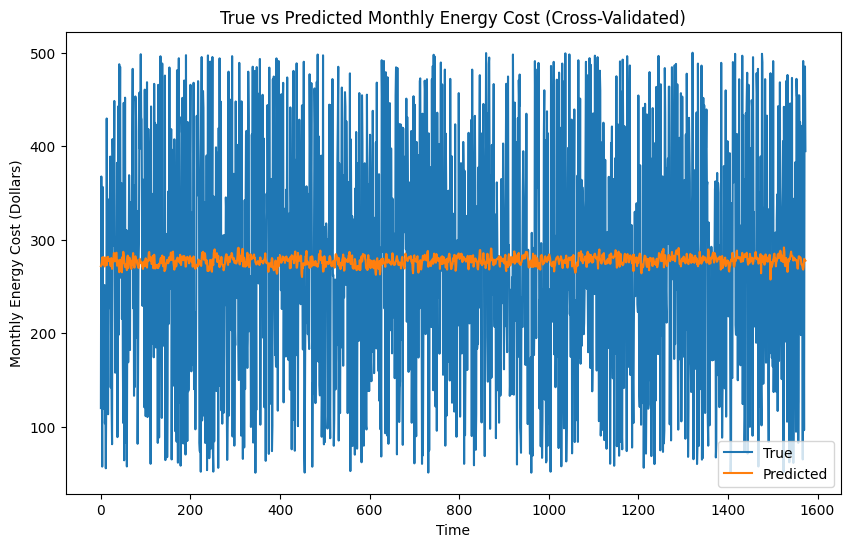 True vs Predicted Monthly Energy Cost (Cross-Validated)
500
400
300
200
100
Monthly Energy Cost (Dollars)
True
Predicted
0 200 400 600 800 1000 1200 1400 1600
Time